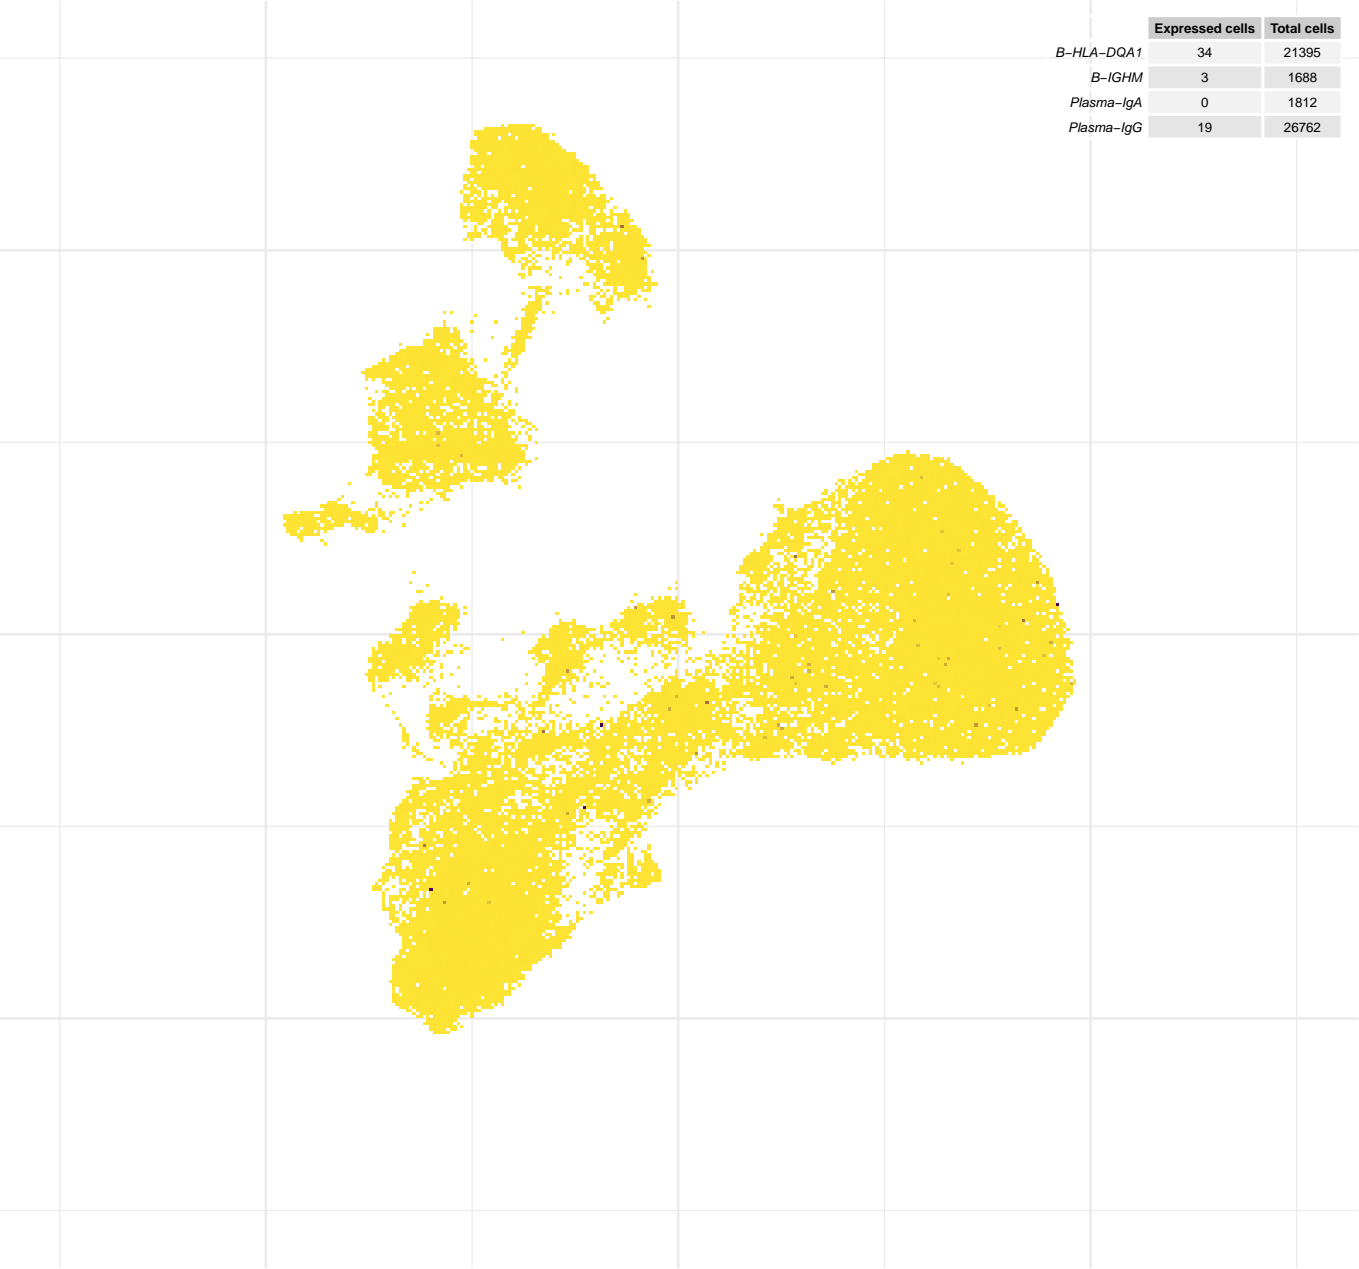 Expressed cells Total cells
B−HLA−DQA1 34 21395
B−IGHM 3 1688
Plasma−IgA 0 1812
Plasma−IgG 19 26762